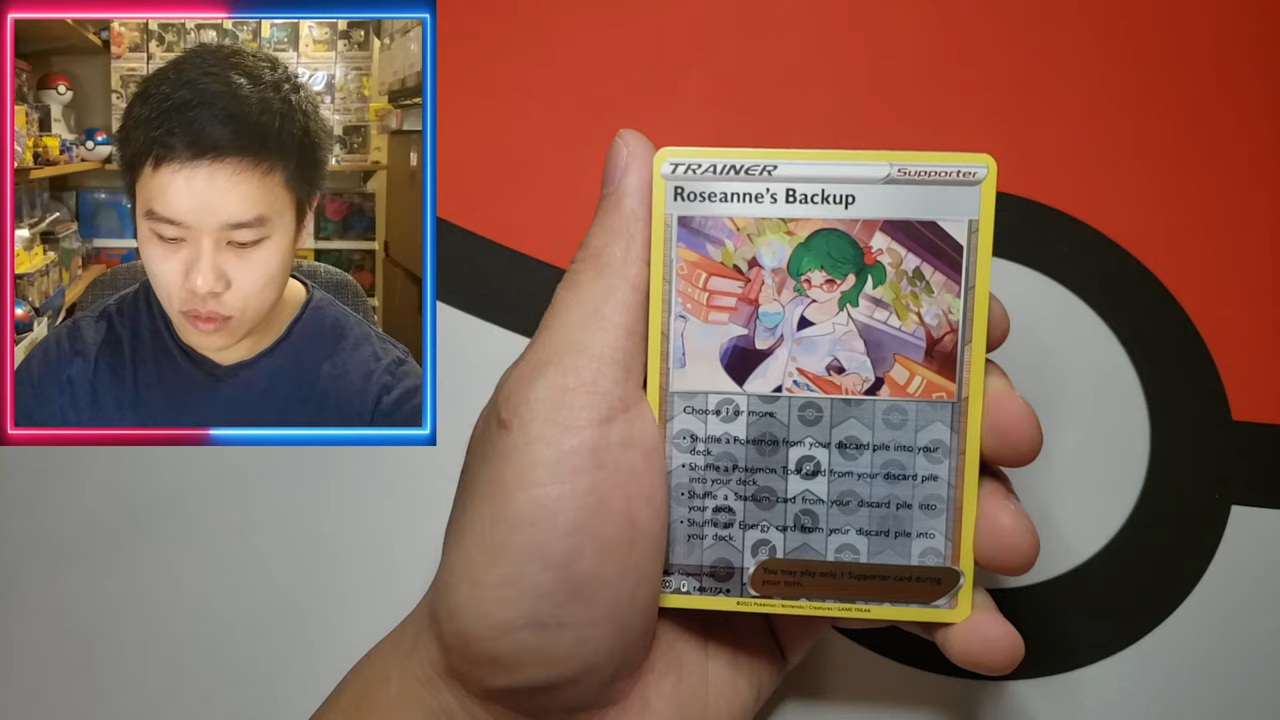 TRAINER
Supporter
Roseanne's Backup
Choose 1 or more:
• Shuffle a Pokémon from your discard pile into your
deck.
• Shuffle a Pokémon Tool card from your discard pile
into your deck.
• Shuffle a Stadium card from your discard pile into
your deck.
• Shuffle an Energy card from your discard pile into
your deck.
You may play only 1 Supporter card during
your turn.
F
148/172
©2022 Pokémon / Nintendo / Creatures / GAME FREAK